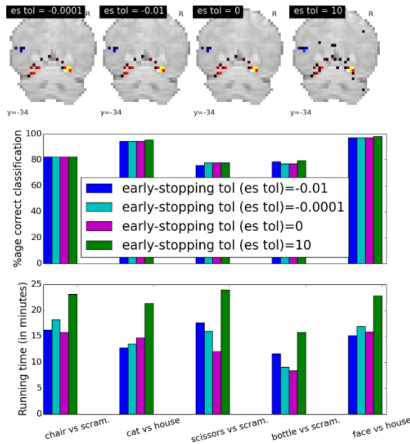 es tol = -0.0001
R
es tol = -0.01
R
es tol = 0
R
es tol = 10
R
y=-34
y=-34
y=-34
y=-34
%age correct classification
100
80
60
40
20
0
early-stopping tol (es tol)=-0.01
early-stopping tol (es tol)=-0.0001
early-stopping tol (es tol)=0
early-stopping tol (es tol)=10
Running time (in minutes)
25
20
15
10
5
0
chair vs scram.
cat vs house
scissors vs scram.
bottle vs scram.
face vs house